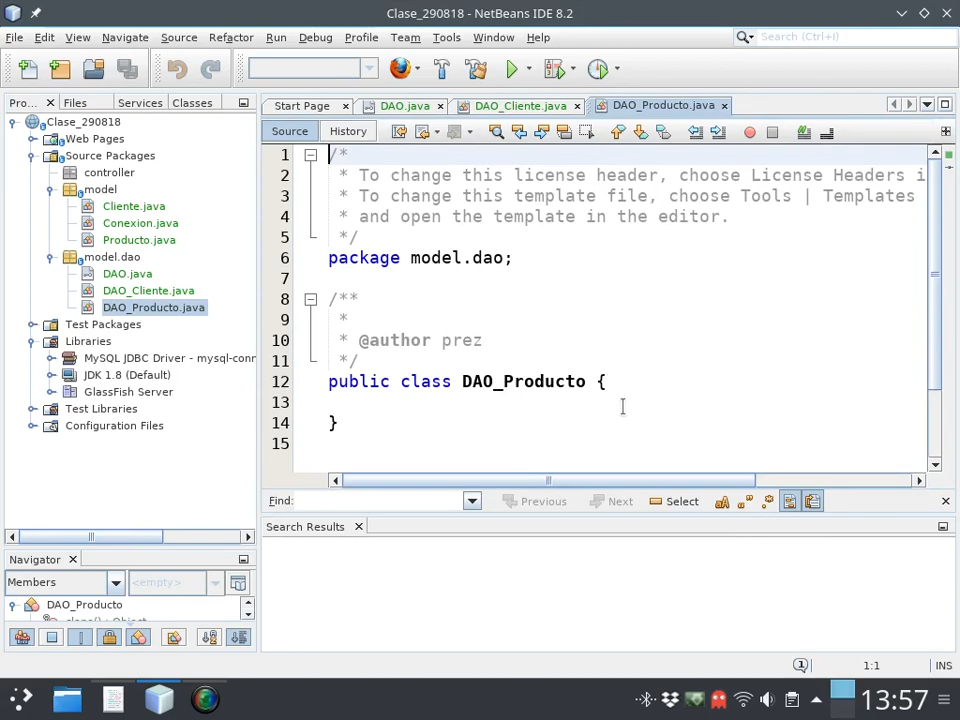 Clase_290818 - NetBeans IDE 8.2
File Edit View Navigate Source Refactor Run Debug Profile Team Tools Window Help
Search (Ctrl+I)
Pro... Files Services Classes
Start Page DAO.java DAO_Cliente.java DAO_Producto.java
Source History
Clase_290818
Web Pages
Source Packages
controller
model
Cliente.java
Conexion.java
Producto.java
model.dao
DAO.java
DAO_Cliente.java
DAO_Producto.java
Test Packages
Libraries
MySQL JDBC Driver - mysql-conn
JDK 1.8 (Default)
GlassFish Server
Test Libraries
Configuration Files
1 /*
2 * To change this license header, choose License Headers i
3 * To change this template file, choose Tools | Templates
4 * and open the template in the editor.
5 */
6 package model.dao;
7
8 /**
9 *
10 * @author prez
11 */
12 public class DAO_Producto {
13
14 }
15
Find: Previous Next Select
Search Results
Navigator
Members <empty>
DAO_Producto
1 1:1 INS
13:57